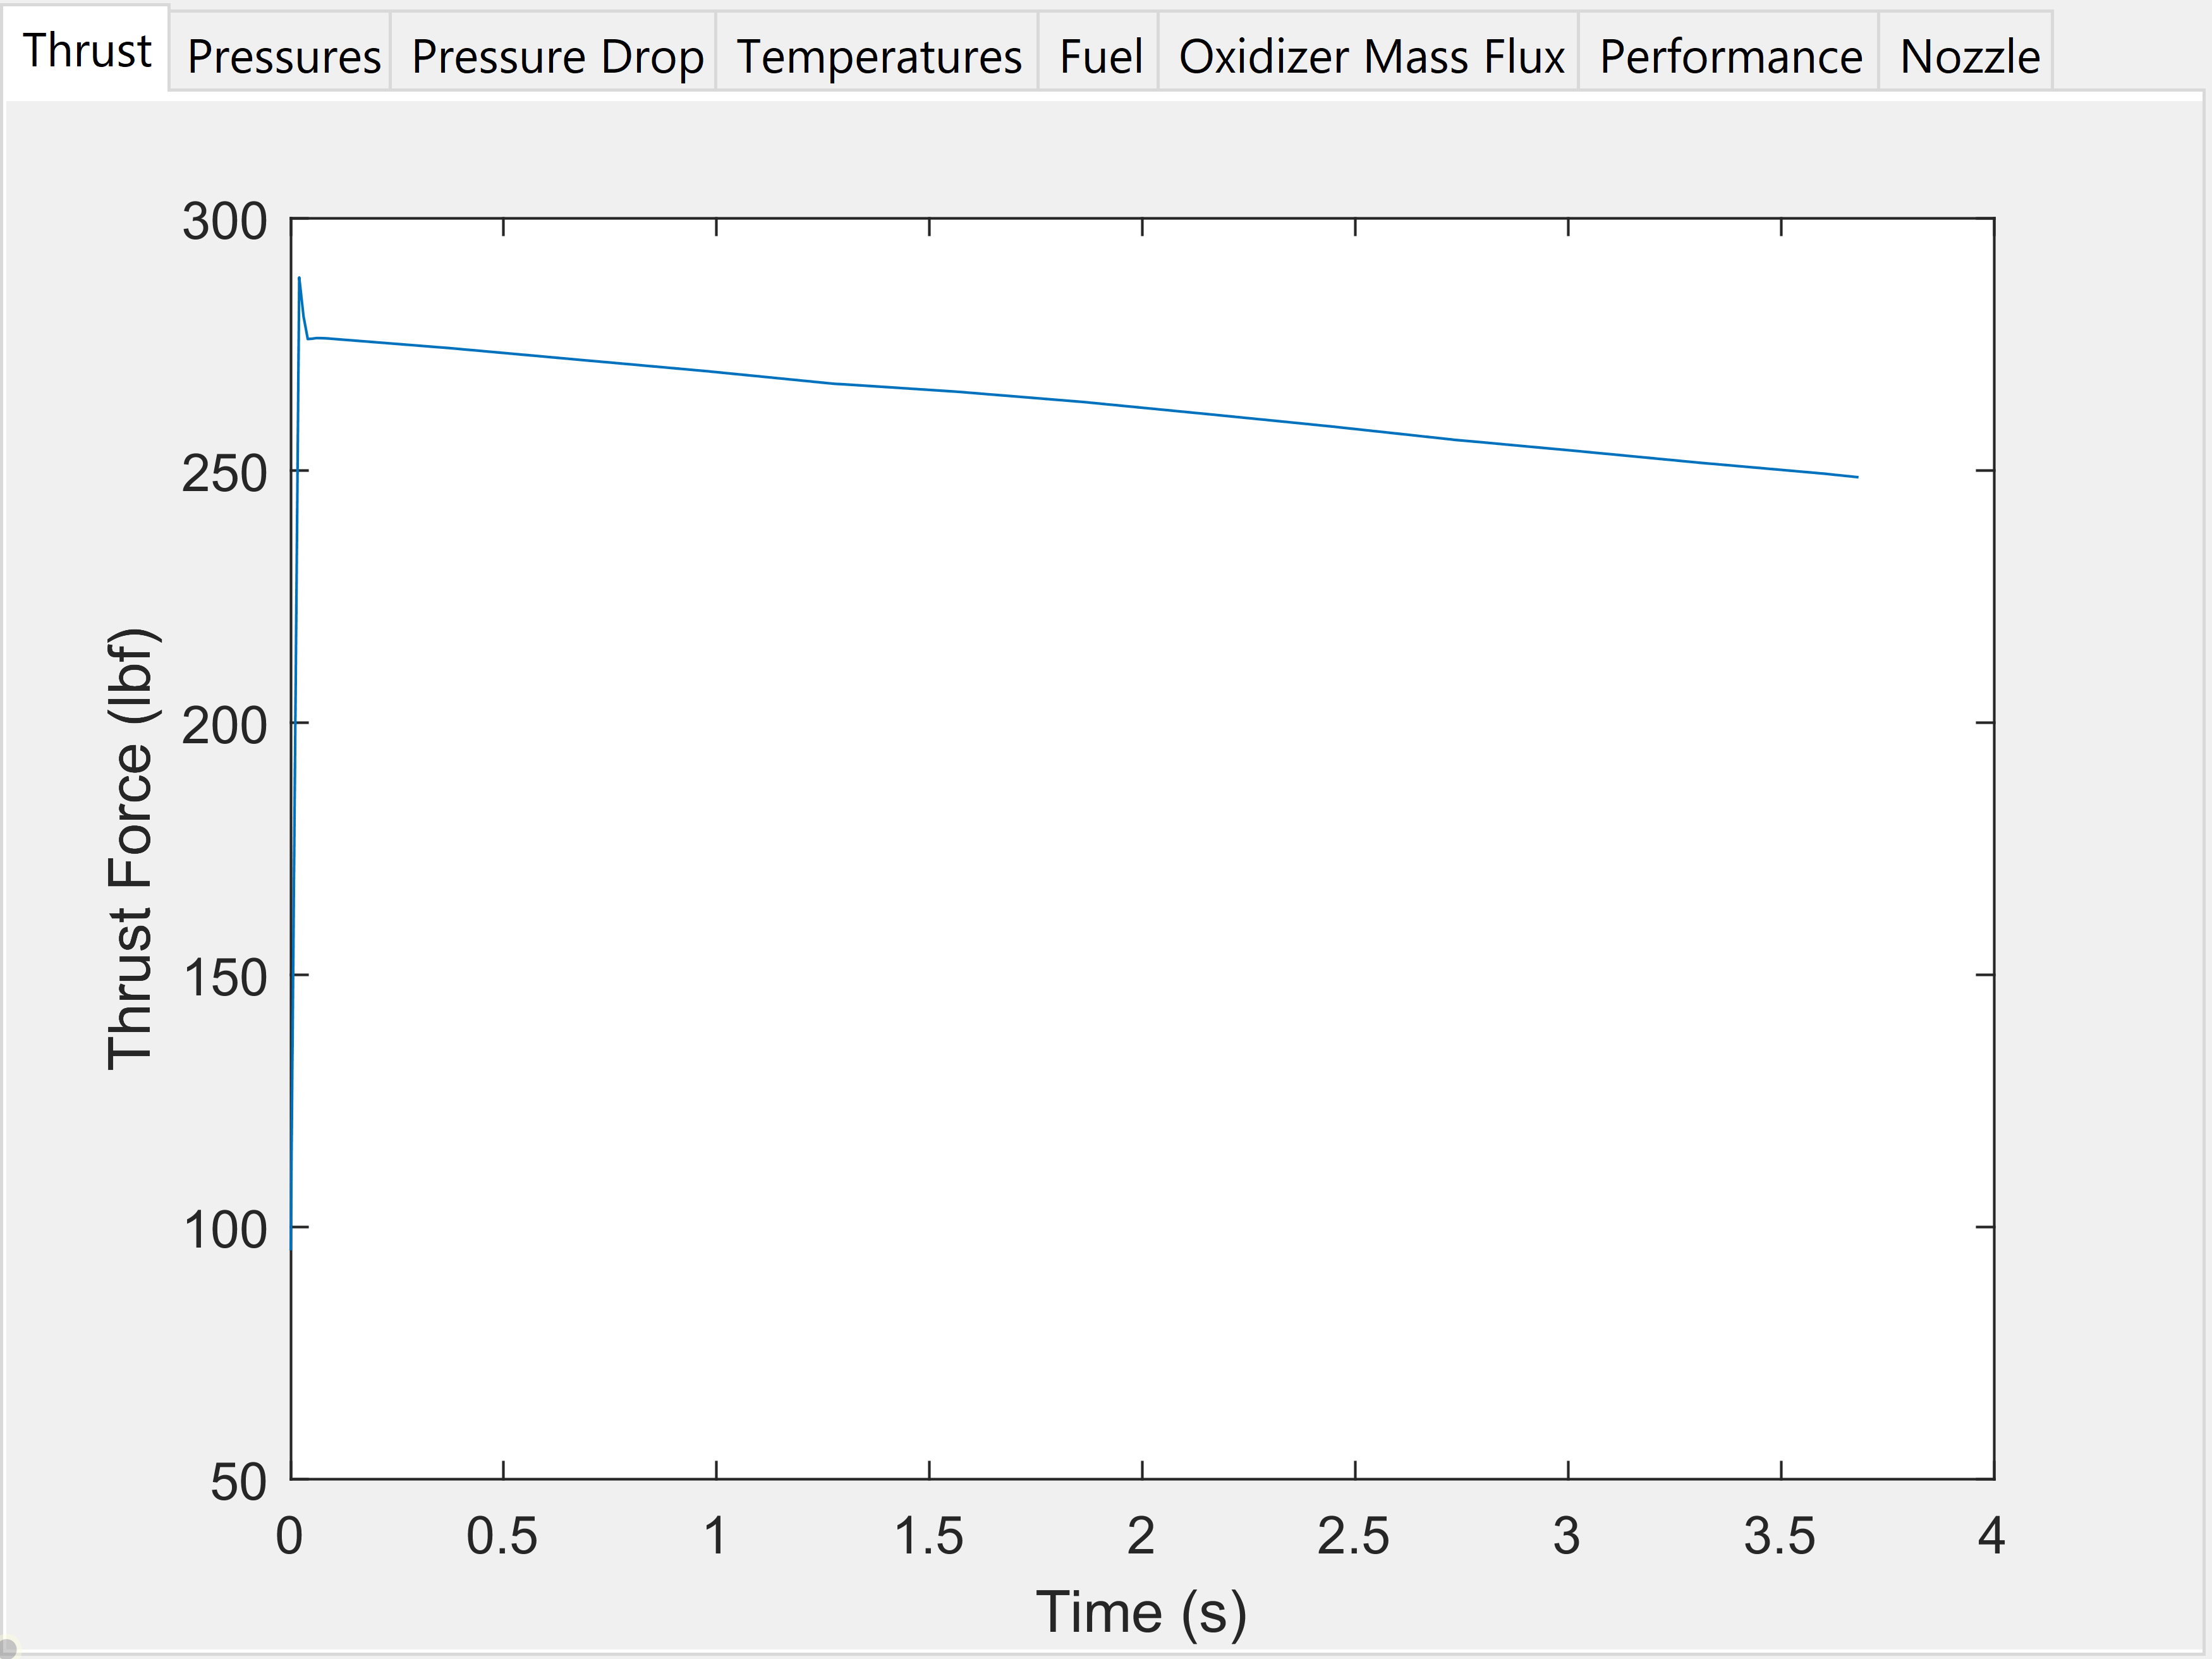 Thrust Pressures Pressure Drop Temperatures Fuel Oxidizer Mass Flux Performance Nozzle
300
250
200
150
100
50
Thrust Force (lbf)
0 0.5 1 1.5 2 2.5 3 3.5 4
Time (s)